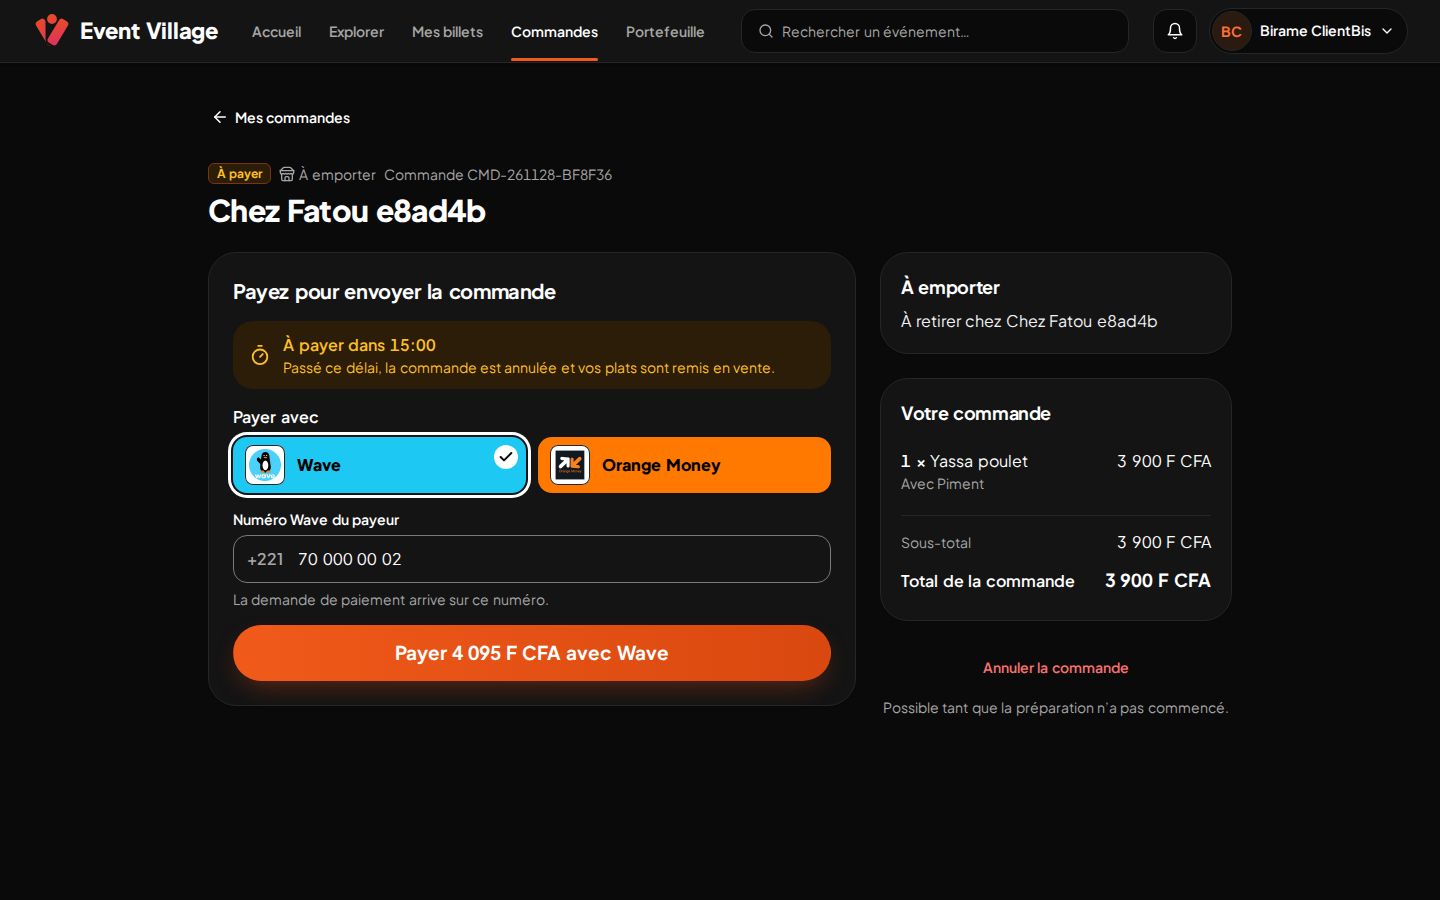 Event Village
Accueil
Explorer
Mes billets
Commandes
Portefeuille
Rechercher un événement...
BC
Birame ClientBis
Mes commandes
À payer
À emporter
Commande CMD-261128-BF8F36
Chez Fatou e8ad4b
Payez pour envoyer la commande
À payer dans 15:00
Passé ce délai, la commande est annulée et vos plats sont remis en vente.
Payer avec
Wave
Orange Money
Numéro Wave du payeur
+221 70 000 00 02
La demande de paiement arrive sur ce numéro.
Payer 4 095 F CFA avec Wave
À emporter
À retirer chez Chez Fatou e8ad4b
Votre commande
1 × Yassa poulet 3 900 F CFA
Avec Piment
Sous-total 3 900 F CFA
Total de la commande 3 900 F CFA
Annuler la commande
Possible tant que la préparation n'a pas commencé.